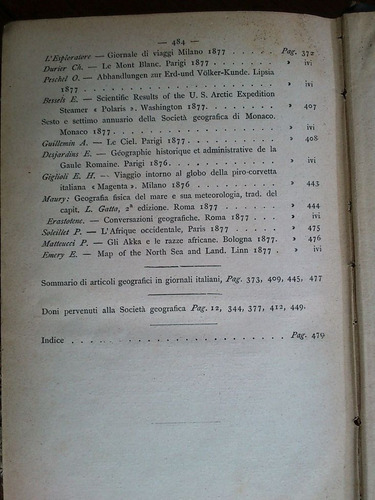 — 484 —
L'Esploratore — Giornale di viaggi Milano 1877 . . . . . Pag. 372
Durier Ch. — Le Mont Blanc. Parigi 1877 . . . . . . . » ivi
Peschel O. — Abhandlungen zur Erd-und Völker-Kunde. Lipsia
1877 . . . . . . . . . . . . . . . . . » ivi
Bessels E. — Scientific Results of the U. S. Arctic Expedition
Steamer « Polaris ». Washington 1877. . . . . . . . » 407
Sesto e settimo annuario della Società geografica di Monaco.
Monaco 1877 . . . . . . . . . . . . . . . » ivi
Guillemin A. — Le Ciel. Parigi 1877. . . . . . . . . » 408
Desjardins E. — Géographie historique et administrative de la
Gaule Romaine. Parigi 1876. . . . . . . . . . . » ivi
Giglioli E. H. — Viaggio intorno al globo della piro-corvetta
italiana « Magenta ». Milano 1876 . . . . . . . . » 443
Maury: Geografia fisica del mare e sua meteorologia, trad. del
capit. L. Gatta, 2ª edizione. Roma 1877 . . . . . . » 444
Erastotene. — Conversazioni geografiche. Roma 1877 . . . » ivi
Soleillet P. — L'Afrique occidentale, Paris 1877 . . . . . » 475
Matteucci P. — Gli Akka e le razze africane. Bologna 1877. » 476
Emery E. — Map of the North Sea and Land. Linn 1877 . » ivi
Sommario di articoli geografici in giornali italiani, Pag. 373, 409, 445, 477
Doni pervenuti alla Società geografica Pag. 12, 344, 377, 412, 449.
Indice . . . . . . . . . . . . . . . . . . . Pag. 479